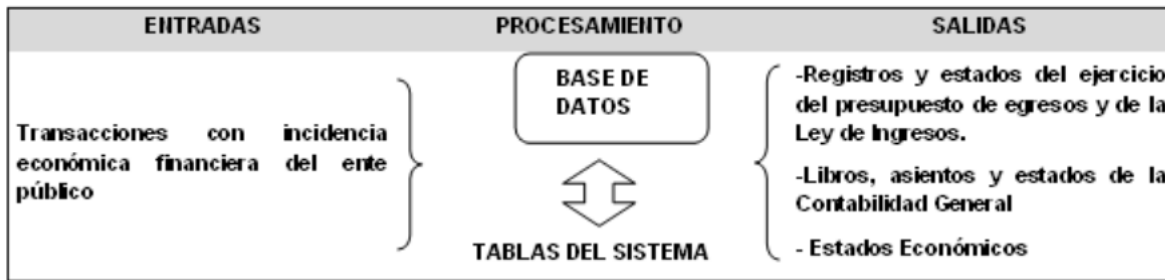 ENTRADAS
PROCESAMIENTO
SALIDAS
Transacciones con incidencia
económica financiera del ente
público
BASE DE
DATOS
TABLAS DEL SISTEMA
-Registros y estados del ejercicio
del presupuesto de egresos y de la
Ley de Ingresos.
-Libros, asientos y estados de la
Contabilidad General
- Estados Económicos